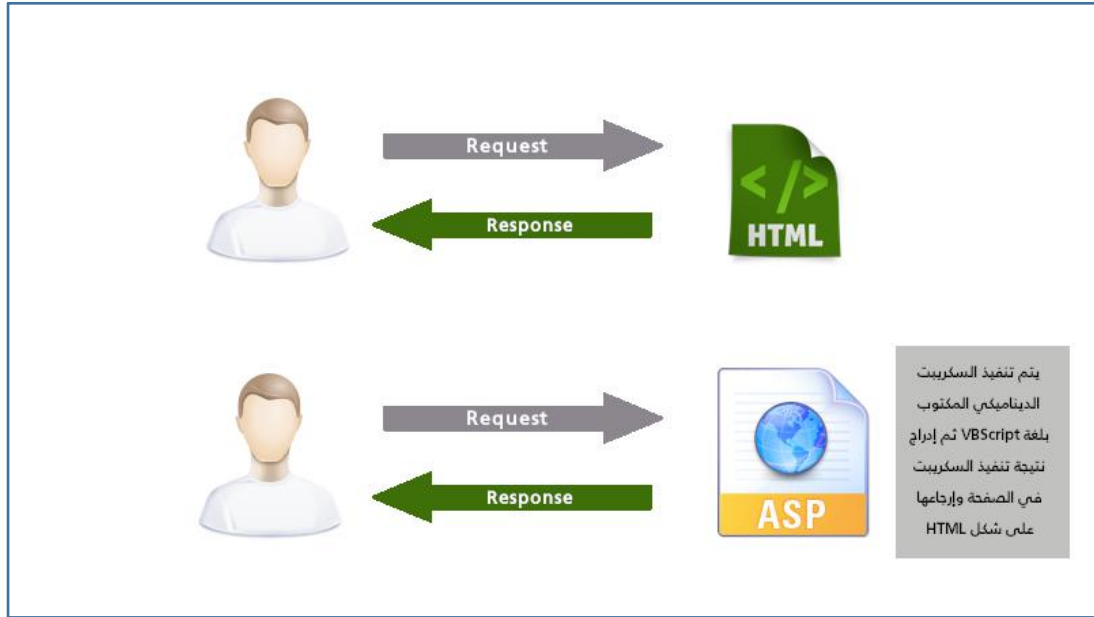 Request
Response
</>
HTML
Request
Response
ASP
يتم تنفيذ السكريبت
الديناميكي المكتوب
بلغة VBScript ثم إدراج
نتيجة تنفيذ السكريبت
في الصفحة وإرجاعها
على شكل HTML